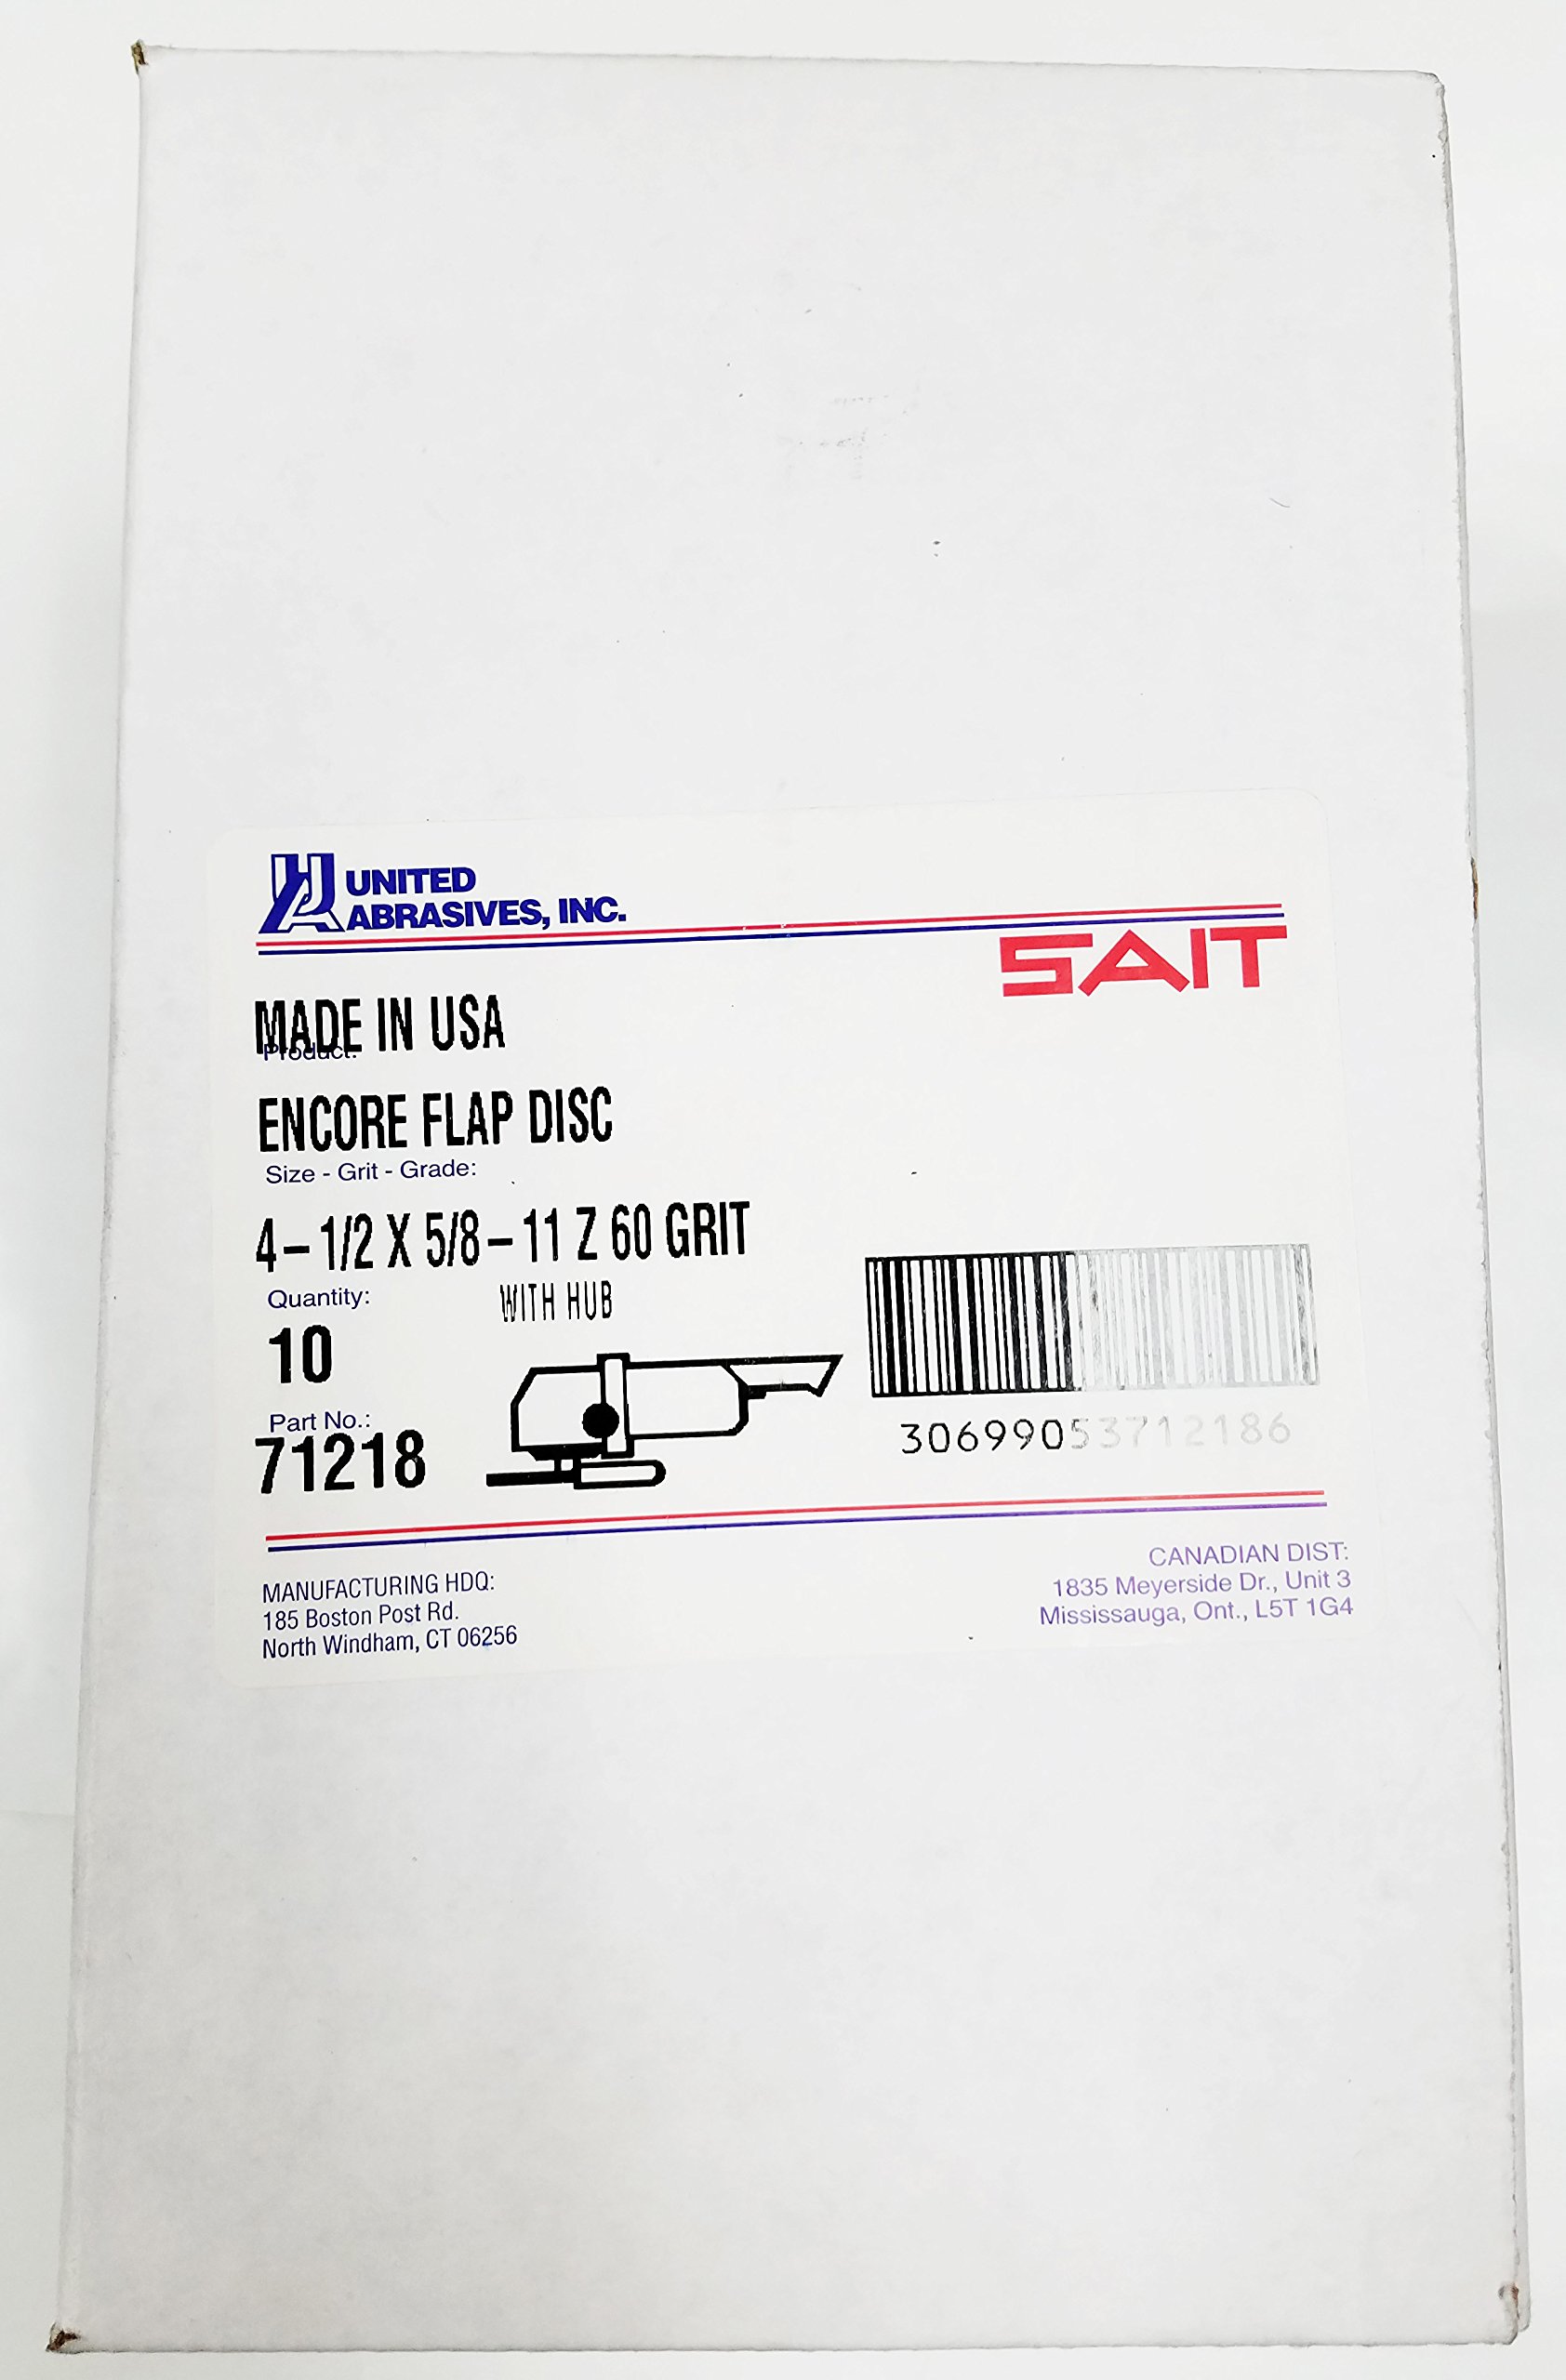 UNITED
ABRASIVES, INC.
SAIT
MADE IN USA
Product:
ENCORE FLAP DISC
Size - Grit - Grade:
4-1/2 X 5/8-11 Z 60 GRIT
Quantity:
WITH HUB
10
Part No.:
71218
30699053712186
MANUFACTURING HDQ:
185 Boston Post Rd.
North Windham, CT 06256
CANADIAN DIST:
1835 Meyerside Dr., Unit 3
Mississauga, Ont., L5T 1G4